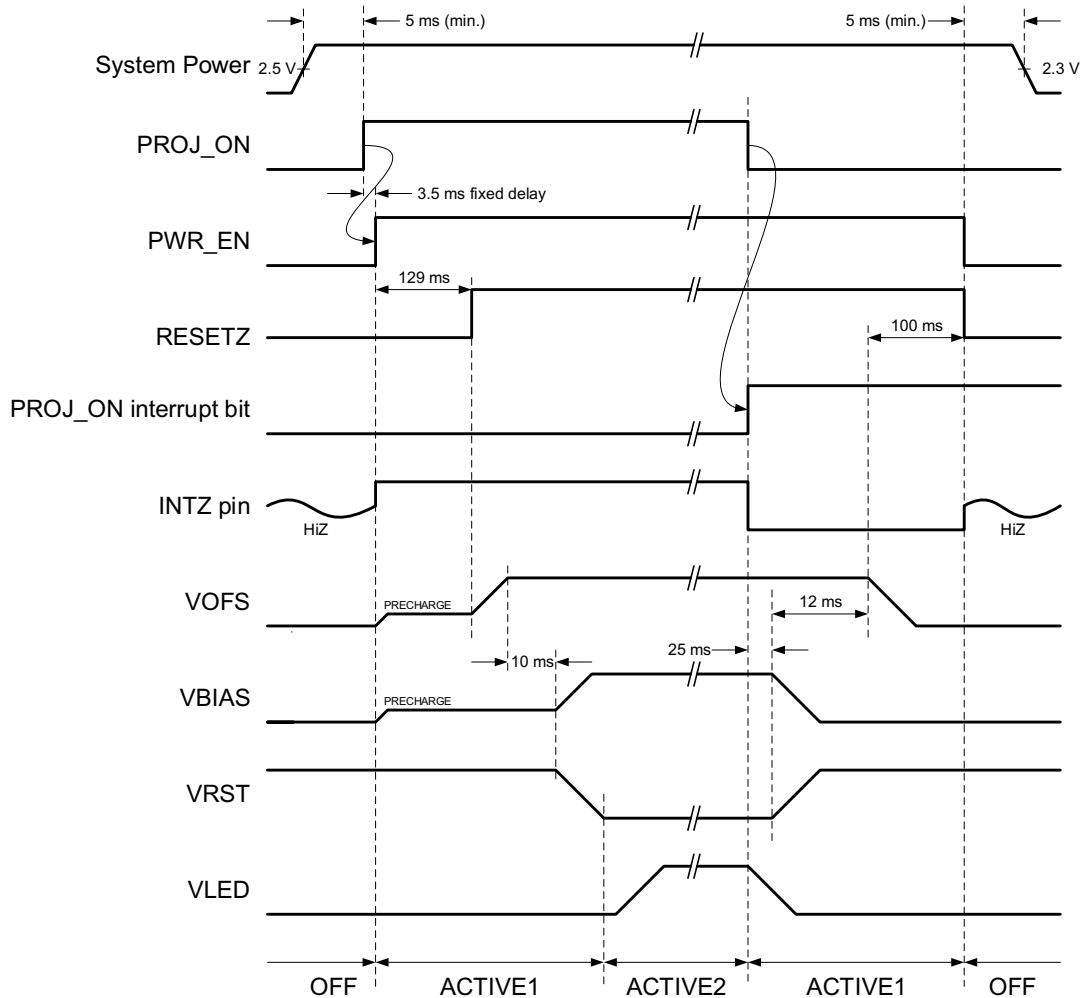 5 ms (min.)
5 ms (min.)
System Power
2.5 V
2.3 V
PROJ_ON
3.5 ms fixed delay
PWR_EN
129 ms
RESETZ
100 ms
PROJ_ON interrupt bit
INTZ pin
HiZ
HiZ
VOFS
PRECHARGE
12 ms
10 ms
25 ms
VBIAS
PRECHARGE
VRST
VLED
OFF
ACTIVE1
ACTIVE2
ACTIVE1
OFF